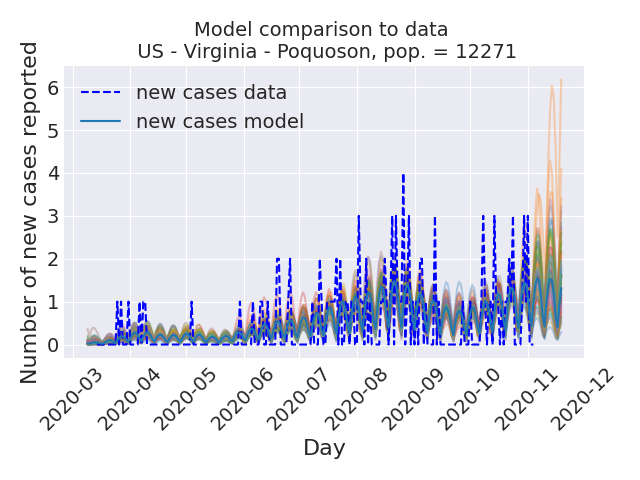 Model comparison to data
US - Virginia - Poquoson, pop. = 12271
Number of new cases reported
6
5
4
3
2
1
0
new cases data
new cases model
2020-03
2020-04
2020-05
2020-06
2020-07
2020-08
2020-09
2020-10
2020-11
2020-12
Day